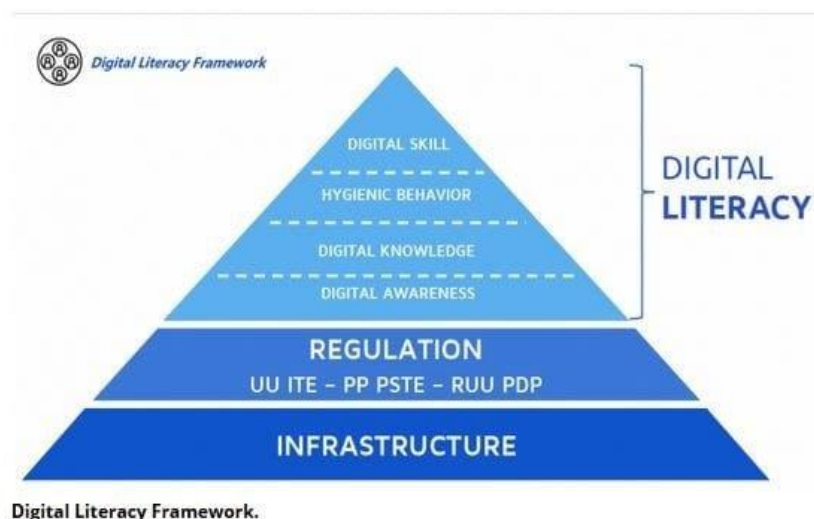 Digital Literacy Framework
DIGITAL SKILL
HYGIENIC BEHAVIOR
DIGITAL KNOWLEDGE
DIGITAL AWARENESS
DIGITAL
LITERACY
REGULATION
UU ITE – PP PSTE – RUU PDP
INFRASTRUCTURE
Digital Literacy Framework.